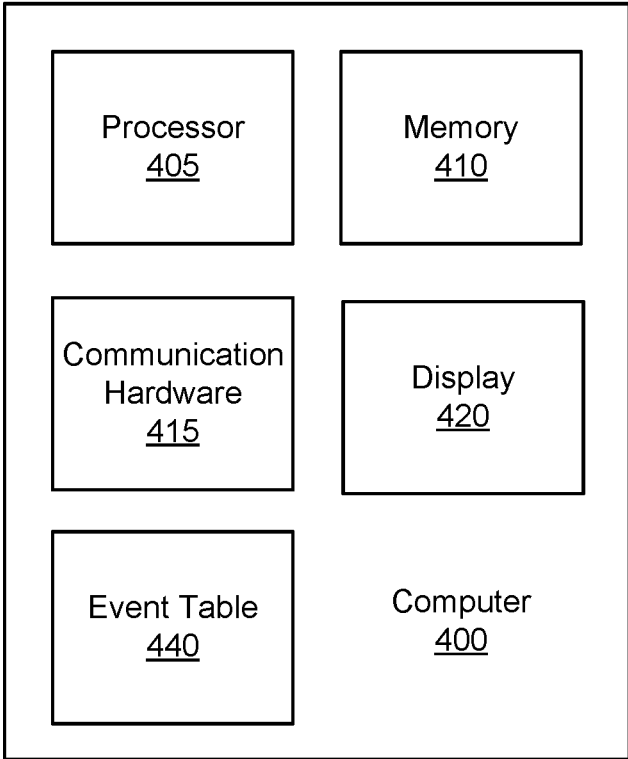 Processor
405
Memory
410
Communication
Hardware
415
Display
420
Event Table
440
Computer
400